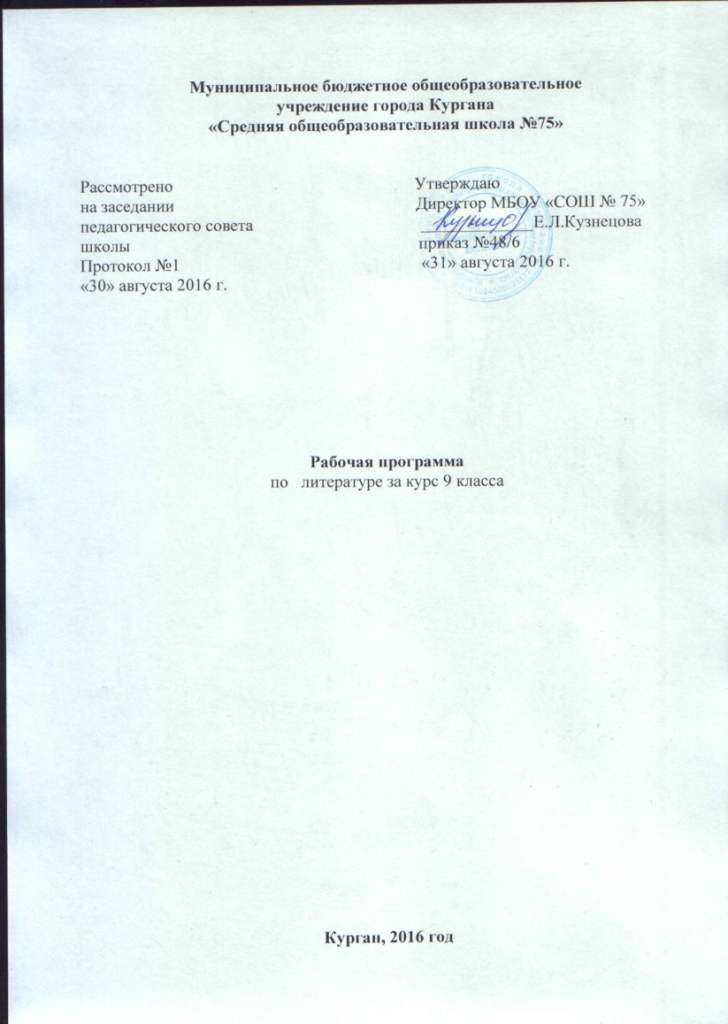 Муниципальное бюджетное общеобразовательное
учреждение города Кургана
«Средняя общеобразовательная школа №75»
Рассмотрено
на заседании
педагогического совета
школы
Протокол №1
«30» августа 2016 г.
Утверждаю
Директор МБОУ «СОШ № 75»
Е.Л.Кузнецова
приказ №48/6
«31» августа 2016 г.
Рабочая программа
по литературе за курс 9 класса
Курган, 2016 год